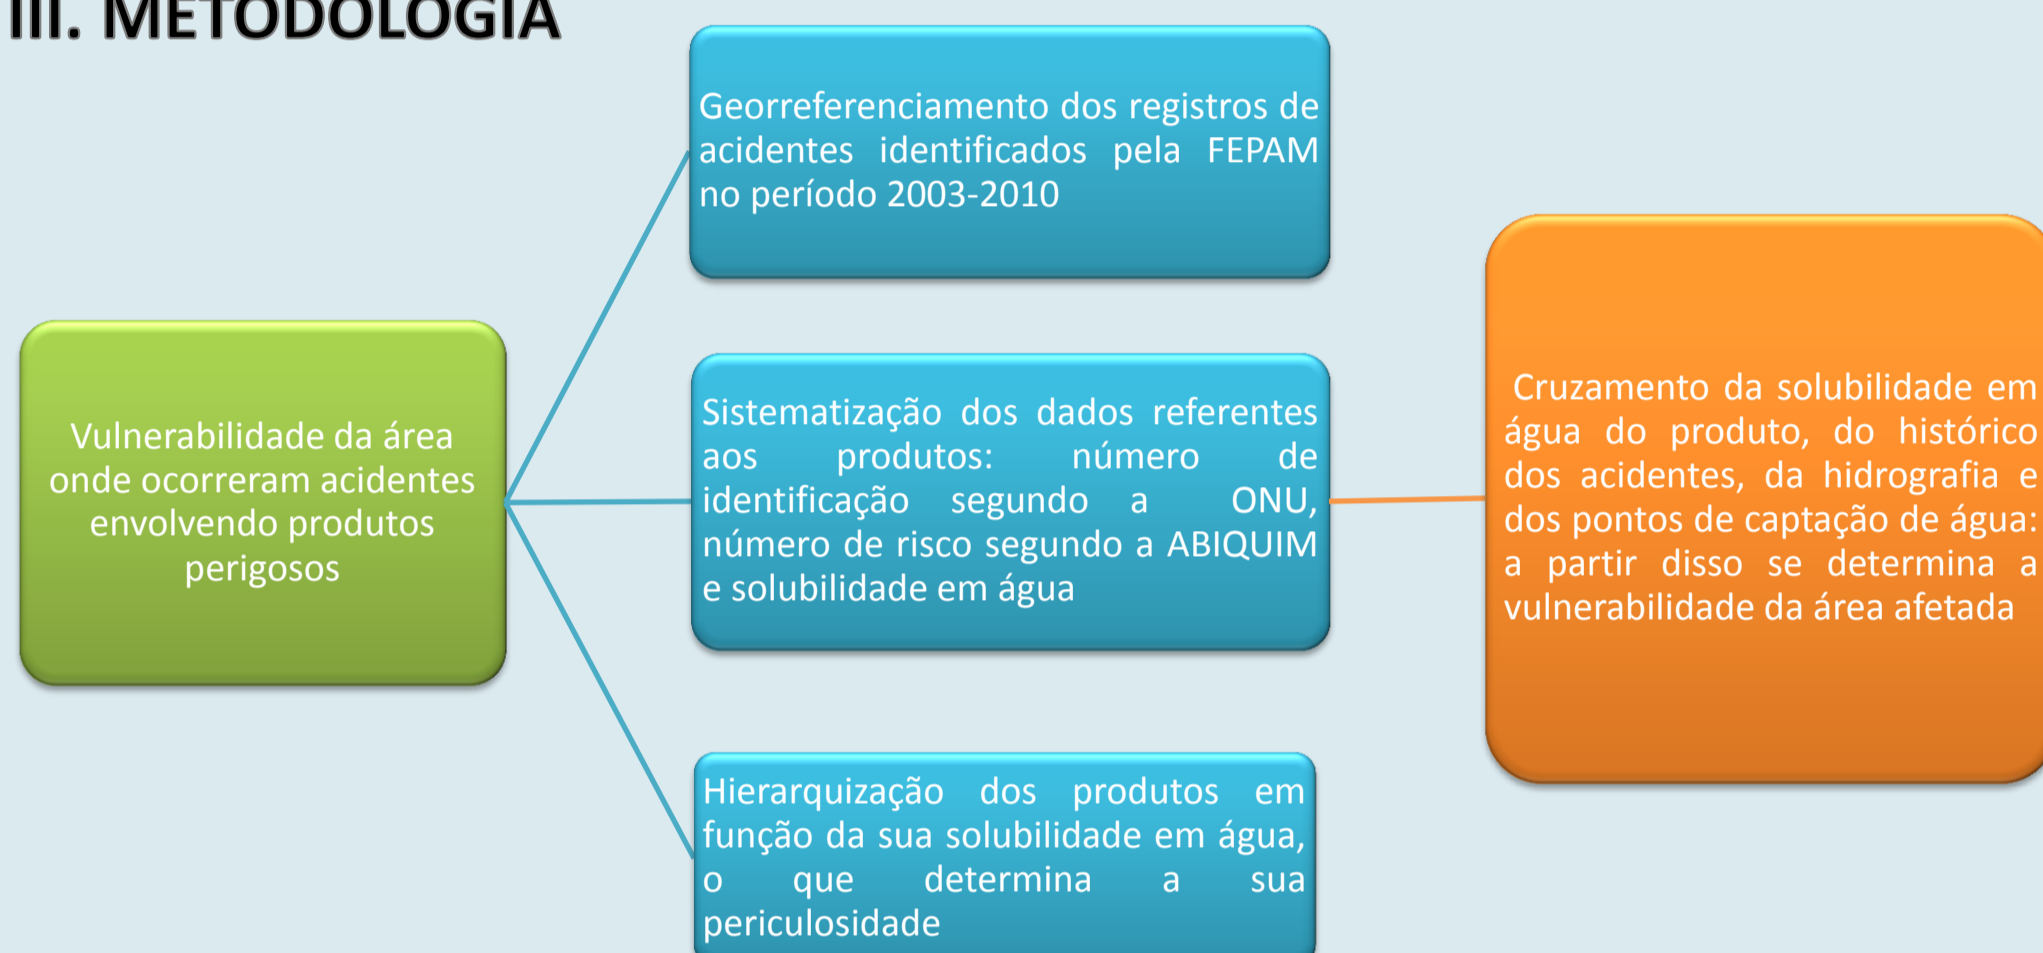 III. METODOLOGIA
Georreferenciamento dos registros de
acidentes identificados pela FEPAM
no período 2003-2010
Vulnerabilidade da área
onde ocorreram acidentes
envolvendo produtos
perigosos
Sistematização dos dados referentes
aos produtos: número de
identificação segundo a ONU,
número de risco segundo a ABIQUIM
e solubilidade em água
Hierarquização dos produtos em
função da sua solubilidade em água,
o que determina a sua
periculosidade
Cruzamento da solubilidade em
água do produto, do histórico
dos acidentes, da hidrografia e
dos pontos de captação de água:
a partir disso se determina a
vulnerabilidade da área afetada